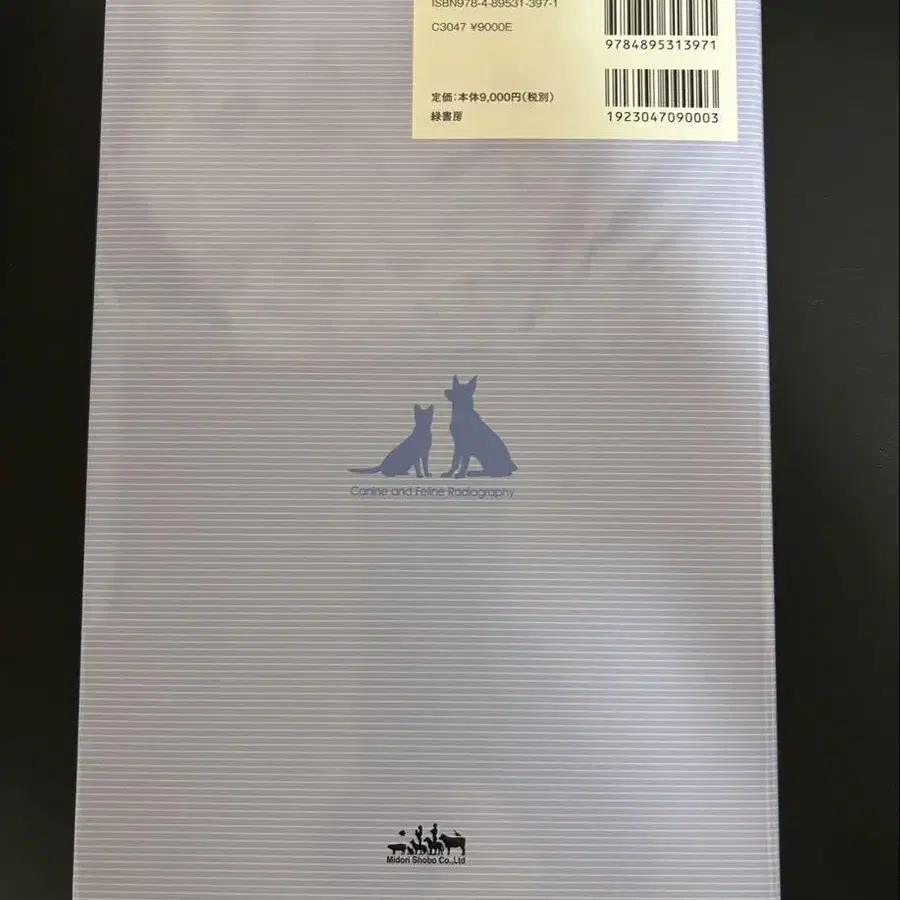 ISBN978-4-89531-397-1
C3047 ¥9000E
9784895313971
定価：本体9,000円（税別）
緑書房
1923047090003
Canine and Feline Radiography
Midori Shobo Co.,Ltd